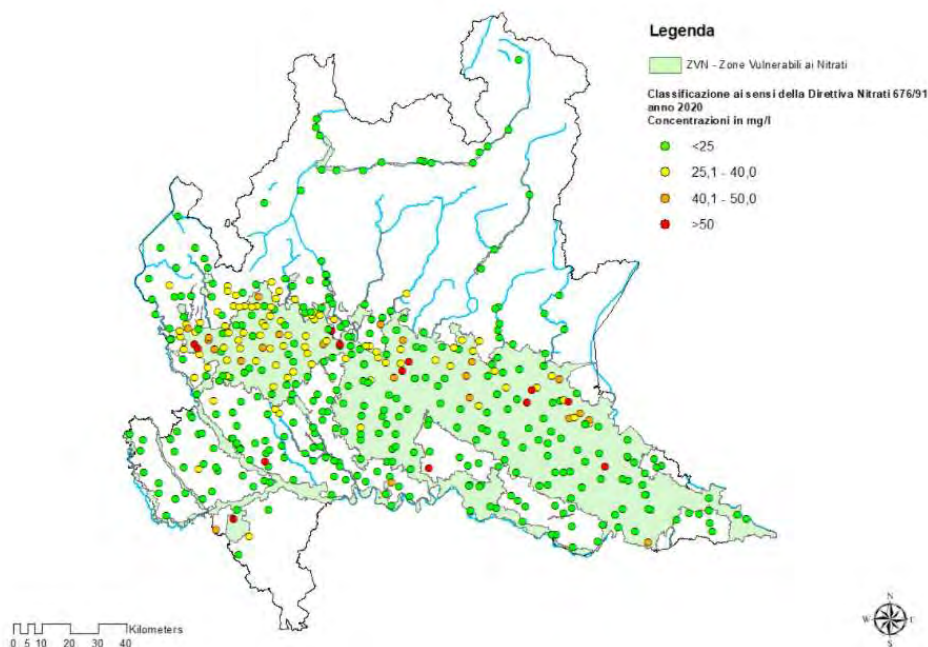 Legenda
ZVN - Zone Vulnerabili ai Nitrati
Classificazione ai sensi della Direttiva Nitrati 676/91
anno 2020
Concentrazioni in mg/l
<25
25,1 - 40,0
40,1 - 50,0
>50
Kilometers
0 5 10 20 30 40
N
W E
S